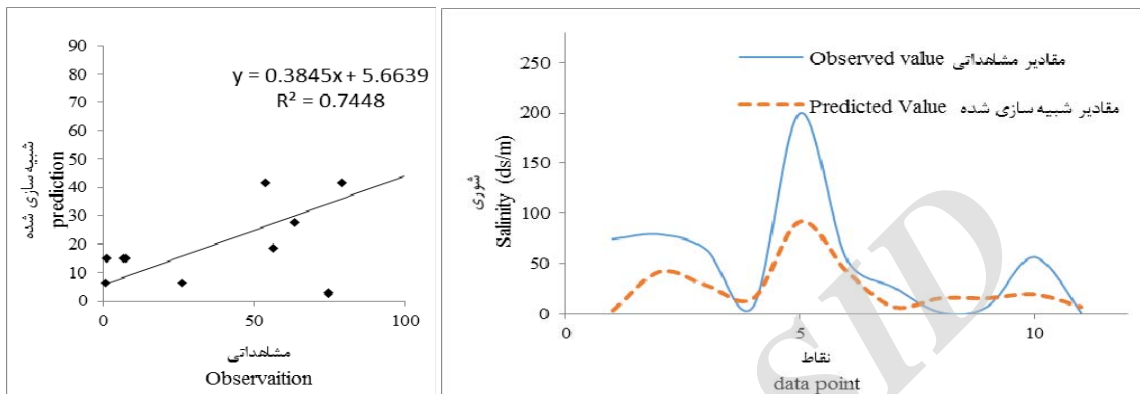 90
80
70
60
50
40
30
20
10
0
y = 0.3845x + 5.6639
R² = 0.7448
شبیه سازی شده
prediction
0 50 100
مشاهداتی
Observaition
250
200
150
100
50
0
Observed value مقادیر مشاهداتی
Predicted Value مقادیر شبیه سازی شده
شوری
Salinity (ds/m)
0 5 10
نقاط
data point
SID